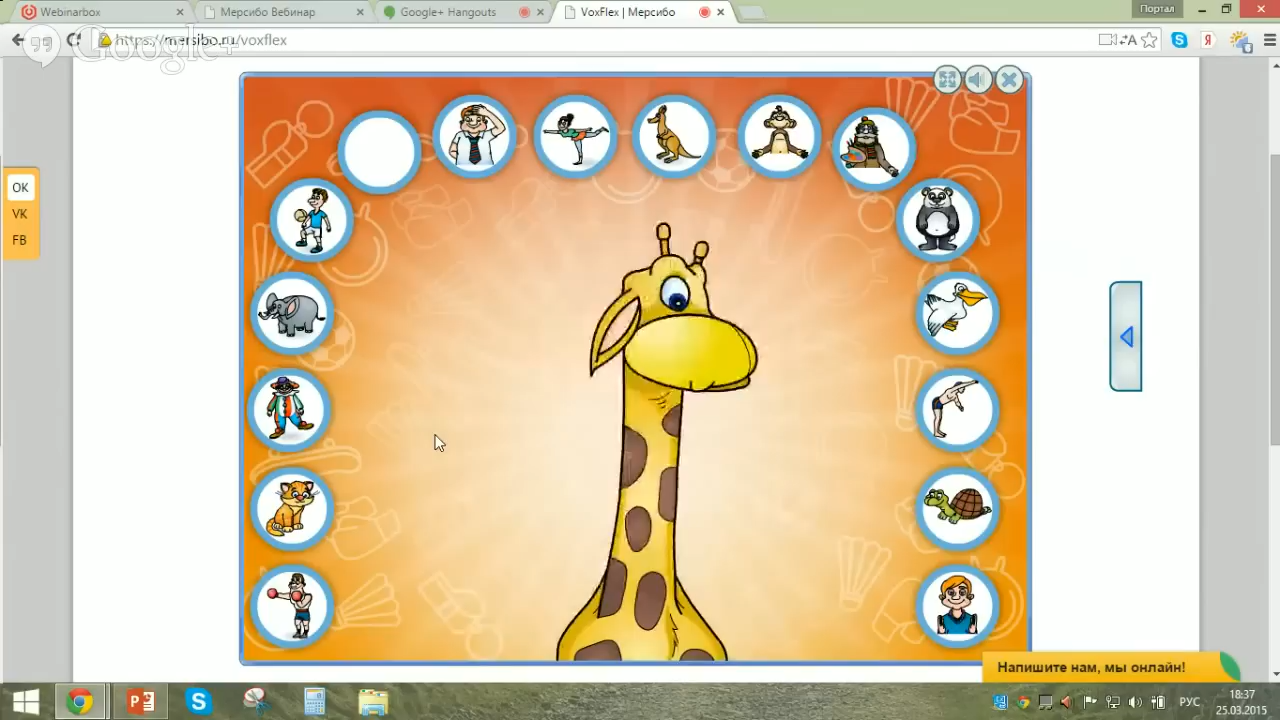 Webinarbox
Мерсибо Вебинар
Google+ Hangouts
VoxFlex | Мерсибо
Портал
https://mersibo.ru/voxflex
Google+
OK
VK
FB
Напишите нам, мы онлайн!
РУС
18:37
25.03.2015